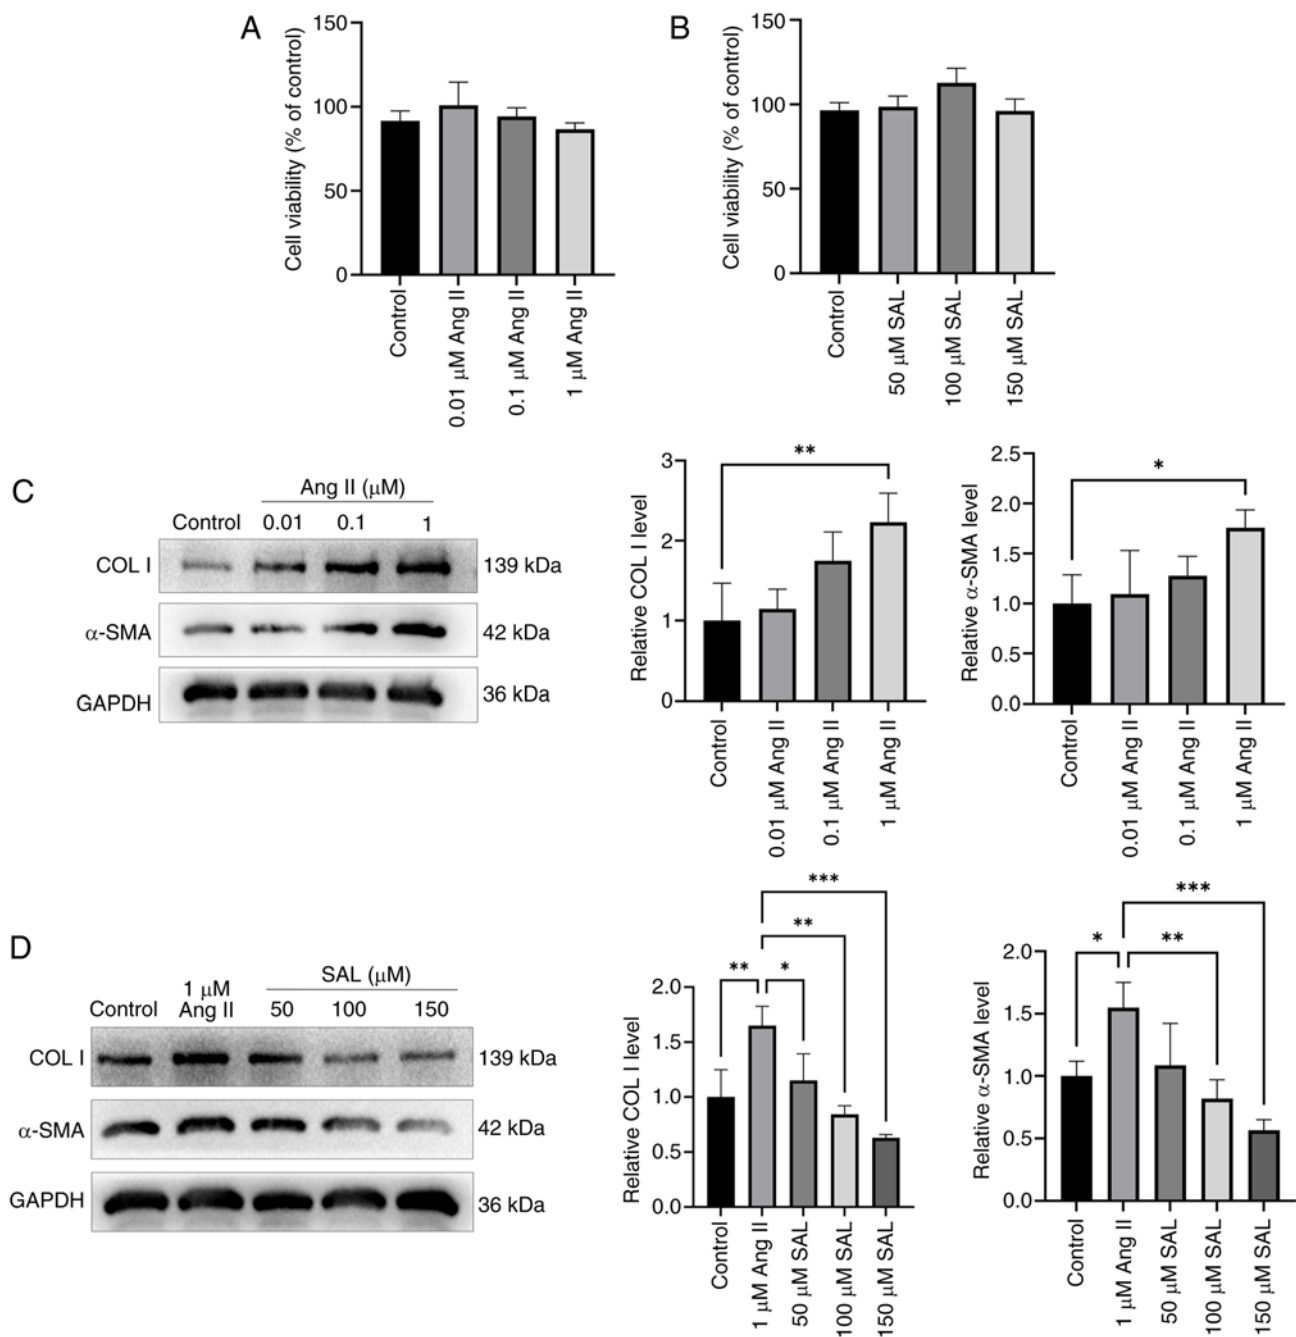 A
Cell viability (% of control)
150
100
50
0
Control
0.01 μM Ang II
0.1 μM Ang II
1 μM Ang II
B
Cell viability (% of control)
150
100
50
0
Control
50 μM SAL
100 μM SAL
150 μM SAL
C
Ang II (μM)
Control 0.01 0.1 1
COL I 139 kDa
α-SMA 42 kDa
GAPDH 36 kDa
Relative COL I level
3
2
1
0
**
Control
0.01 μM Ang II
0.1 μM Ang II
1 μM Ang II
Relative α-SMA level
2.5
2.0
1.5
1.0
0.5
0.0
*
Control
0.01 μM Ang II
0.1 μM Ang II
1 μM Ang II
D
SAL (μM)
1 μM
Control Ang II 50 100 150
COL I 139 kDa
α-SMA 42 kDa
GAPDH 36 kDa
Relative COL I level
2.0
1.5
1.0
0.5
0.0
***
**
** *
Control
1 μM Ang II
50 μM SAL
100 μM SAL
150 μM SAL
Relative α-SMA level
2.0
1.5
1.0
0.5
0.0
***
* **
Control
1 μM Ang II
50 μM SAL
100 μM SAL
150 μM SAL